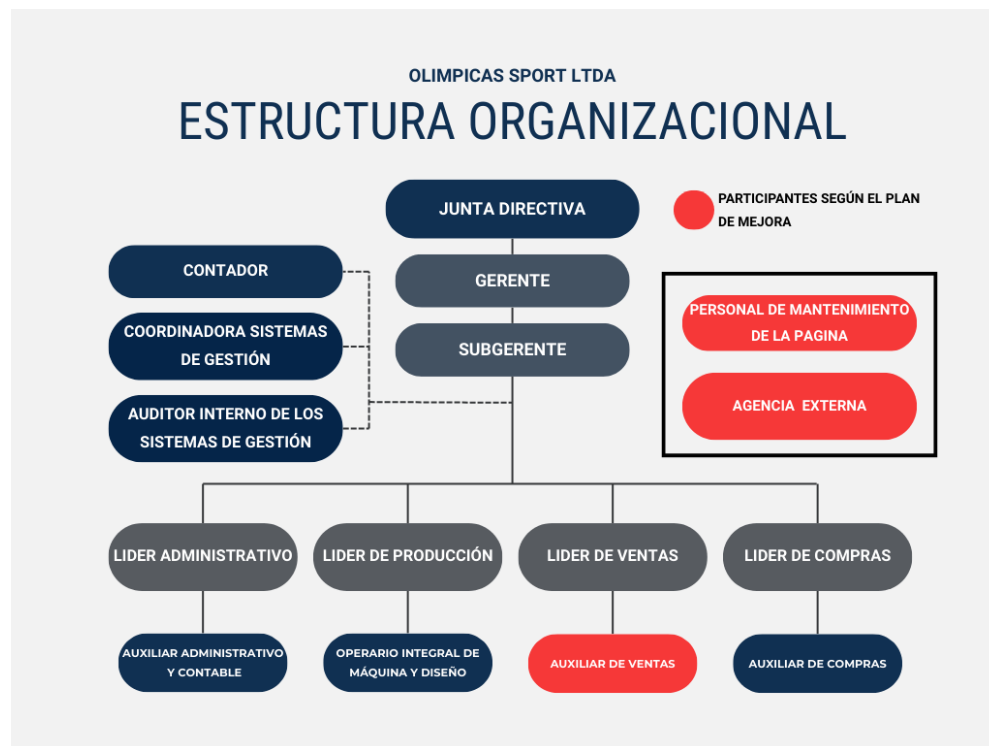 OLIMPICAS SPORT LTDA
ESTRUCTURA ORGANIZACIONAL
JUNTA DIRECTIVA
PARTICIPANTES SEGÚN EL PLAN
DE MEJORA
CONTADOR
GERENTE
COORDINADORA SISTEMAS
DE GESTIÓN
SUBGERENTE
AUDITOR INTERNO DE LOS
SISTEMAS DE GESTIÓN
PERSONAL DE MANTENIMIENTO
DE LA PAGINA
AGENCIA EXTERNA
LIDER ADMINISTRATIVO
LIDER DE PRODUCCIÓN
LIDER DE VENTAS
LIDER DE COMPRAS
AUXILIAR ADMINISTRATIVO
Y CONTABLE
OPERARIO INTEGRAL DE
MÁQUINA Y DISEÑO
AUXILIAR DE VENTAS
AUXILIAR DE COMPRAS